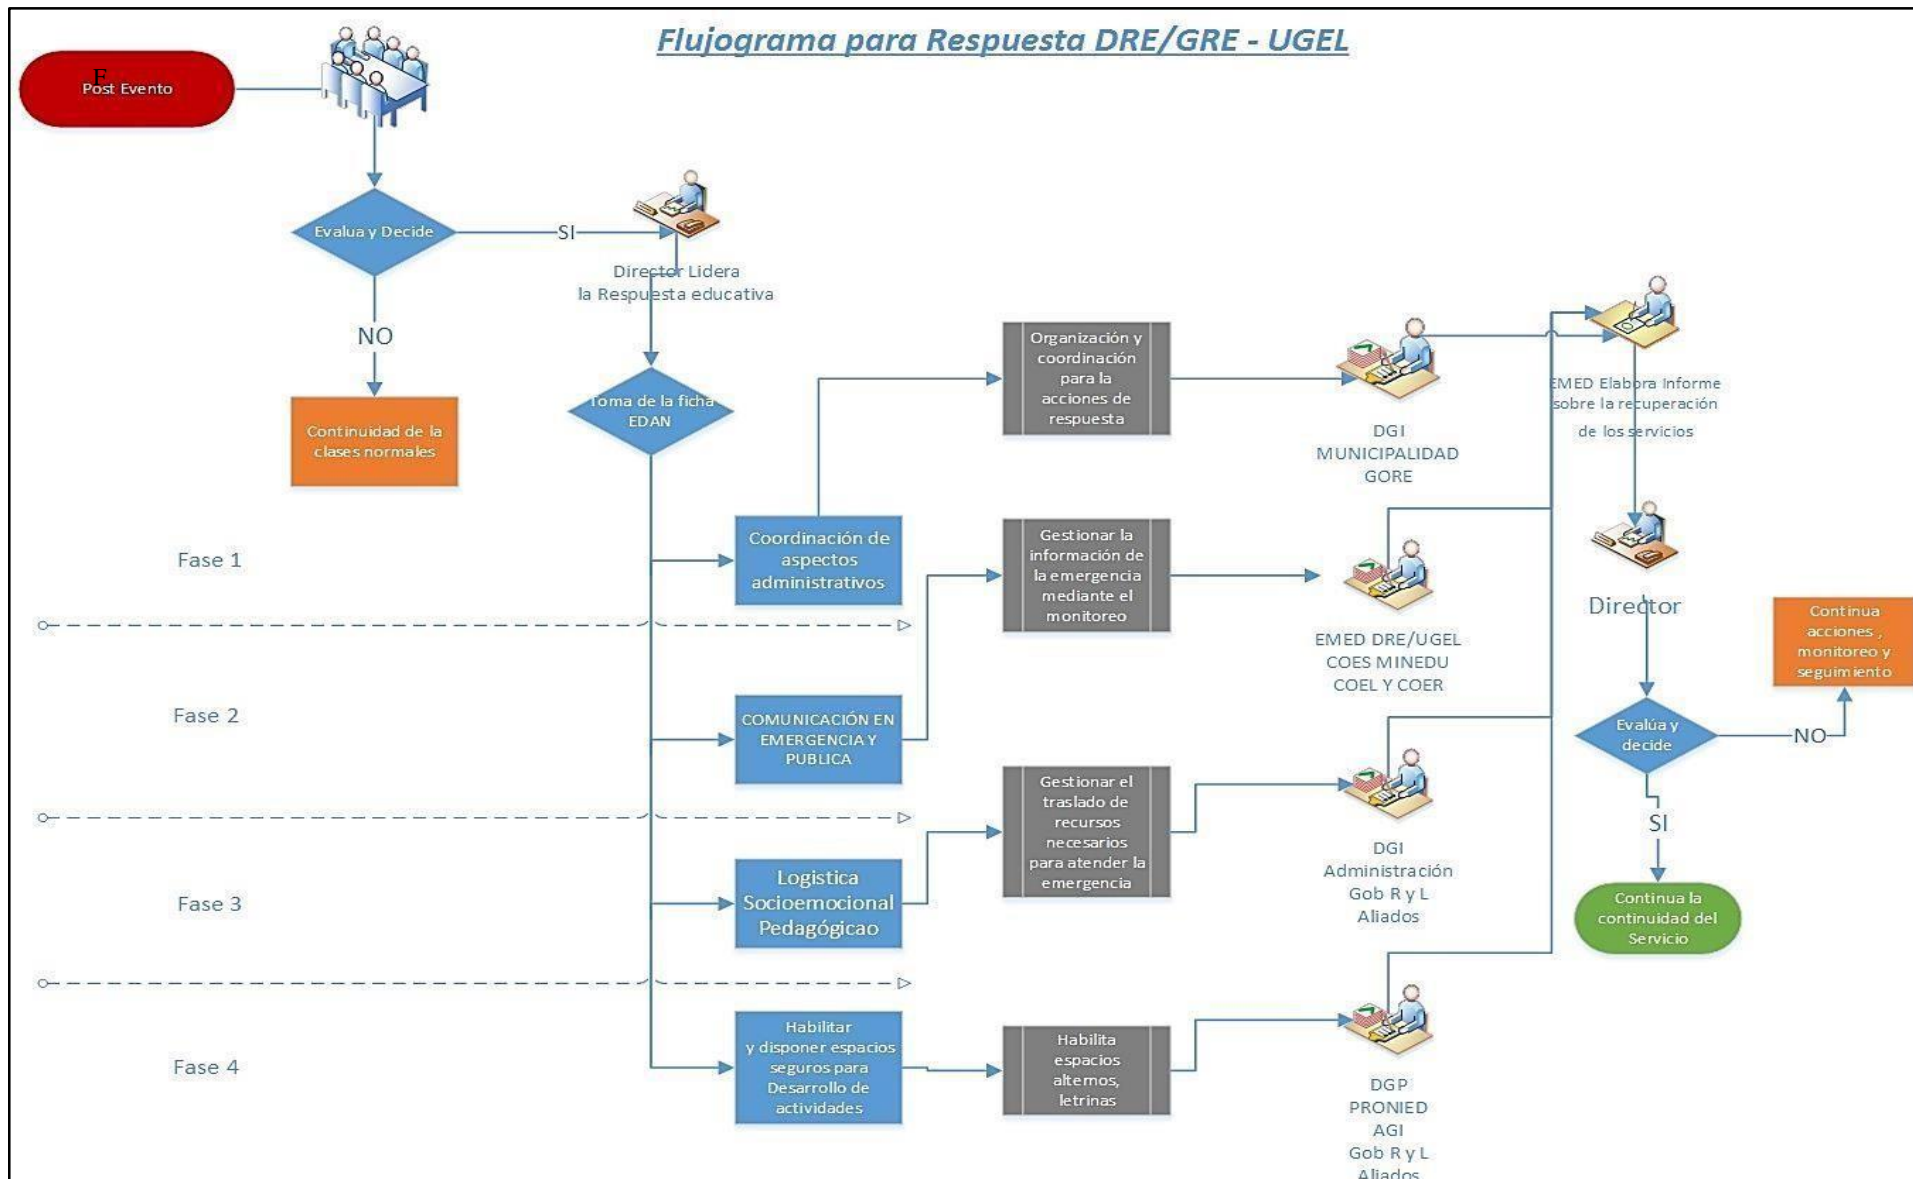 Flujograma para Respuesta DRE/GRE - UGEL
F
Post Evento
Evalua y Decide
SI
Director Lidera
la Respuesta educativa
NO
Continuidad de la
clases normales
Toma de la ficha
EDAN
Organización y
coordinación
para la
acciones de
respuesta
DGI
MUNICIPALIDAD
GORE
EMED Elabora Informe
sobre la recuperación
de los servicios
Fase 1
Coordinación de
aspectos
administrativos
Gestionar la
información de
la emergencia
mediante el
monitoreo
EMED DRE/UGEL
COES MINEDU
COEL Y COER
Director
Continua
acciones ,
monitoreo y
seguimiento
Fase 2
COMUNICACIÓN EN
EMERGENCIA Y
PUBLICA
Evalúa y
decide
NO
SI
Gestionar el
traslado de
recursos
necesarios
para atender la
emergencia
DGI
Administración
Gob R y L
Aliados
Fase 3
Logistica
Socioemocional
Pedagógicao
Continua la
continuidad del
Servicio
Fase 4
Habilitar
y disponer espacios
seguros para
Desarrollo de
actividades
Habilita
espacios
alternos,
letrinas
DGP
PRONIED
AGI
Gob R y L
Aliados